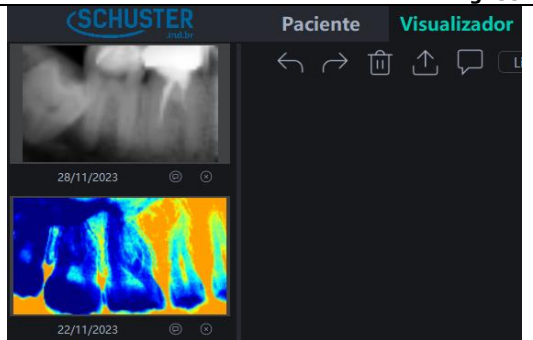 SCHUSTER
.ind.br
Paciente
Visualizador
28/11/2023
22/11/2023